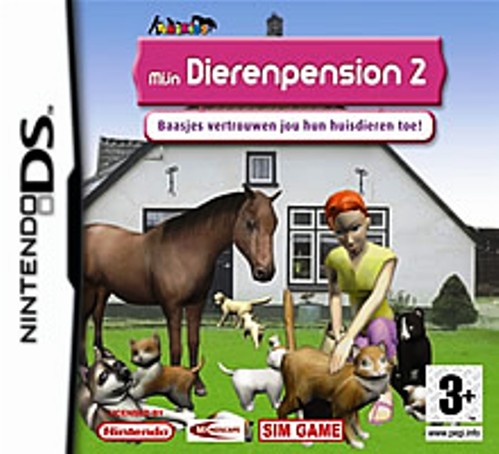 Mijn Dierenpension 2
Baasjes vertrouwen jou hun huisdieren toe!
NINTENDO DS
LICENSED BY
Nintendo
MINDSCAPE
SIM GAME
3+
www.pegi.info